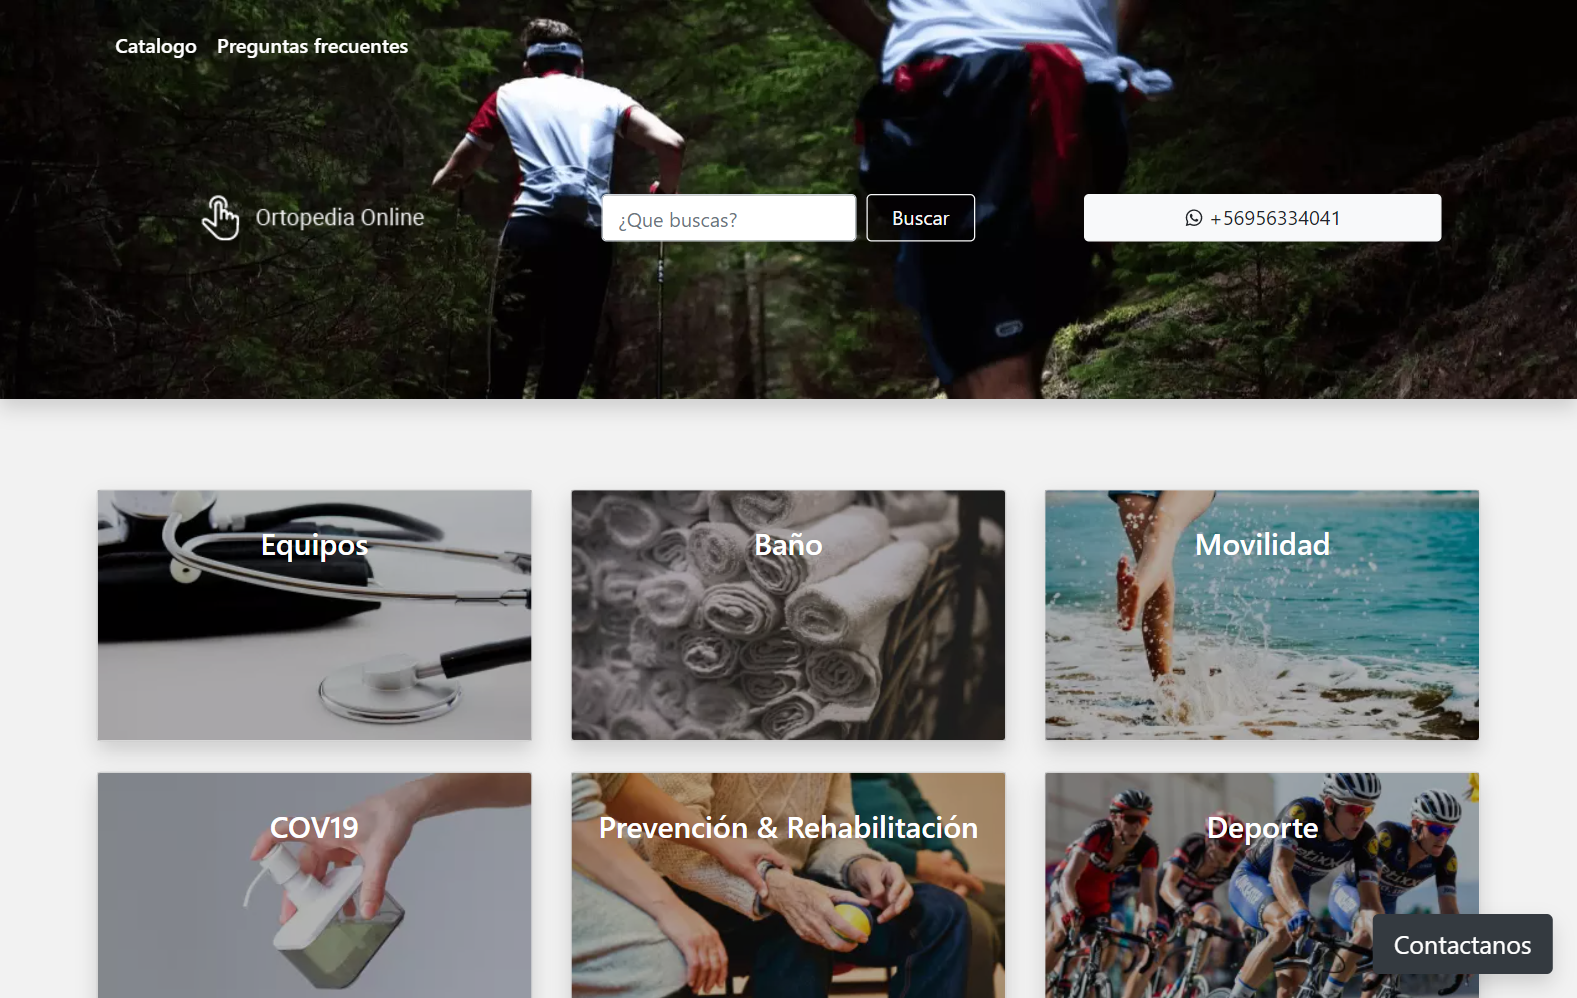 Catalogo
Preguntas frecuentes
Ortopedia Online
¿Que buscas?
Buscar
+56956334041
Equipos
Baño
Movilidad
COV19
Prevención & Rehabilitación
Deporte
Contactanos